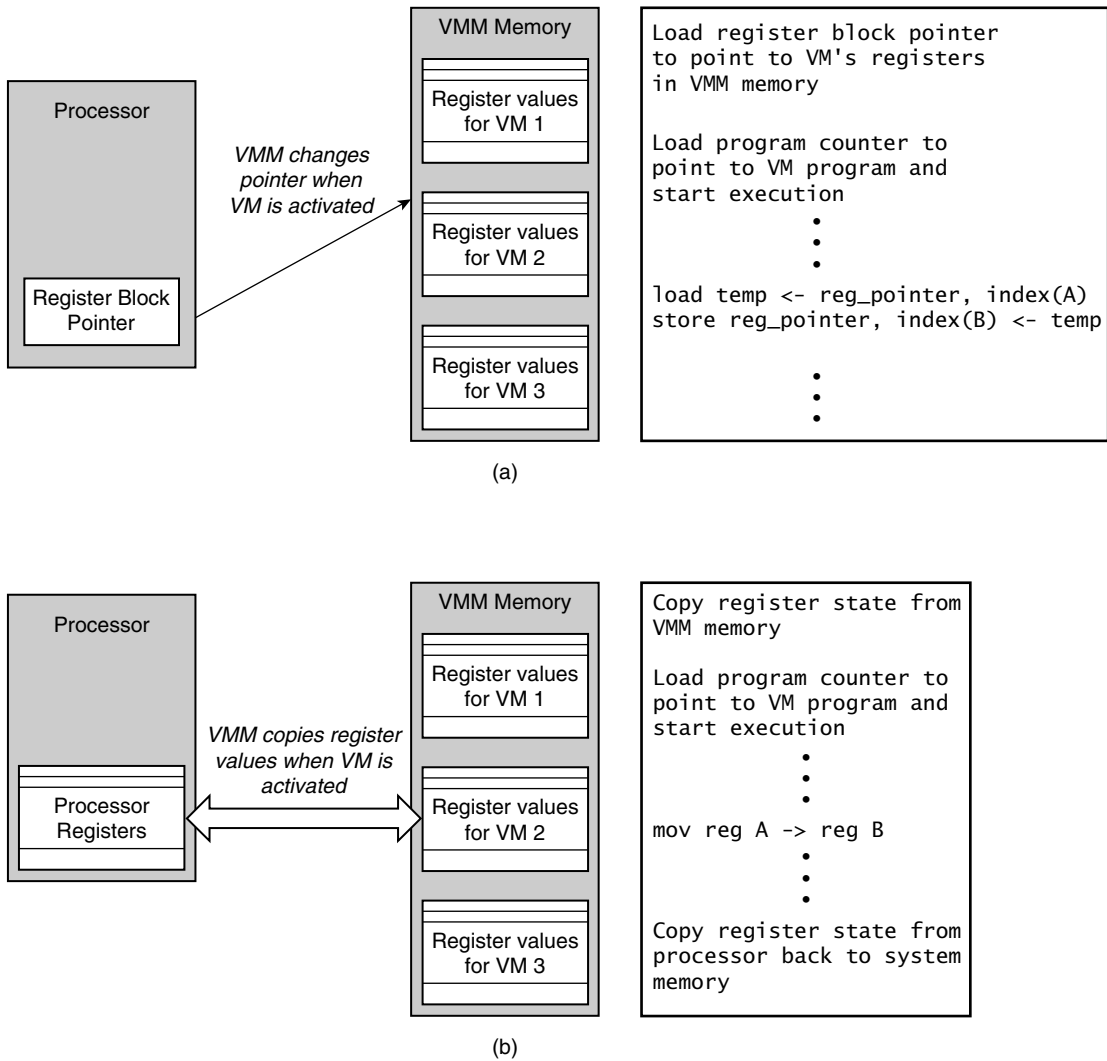 Processor
Register Block
Pointer
VMM changes
pointer when
VM is activated
VMM Memory
Register values
for VM 1
Register values
for VM 2
Register values
for VM 3
Load register block pointer
to point to VM's registers
in VMM memory
Load program counter to
point to VM program and
start execution
load temp <- reg_pointer, index(A)
store reg_pointer, index(B) <- temp
(a)
Processor
Processor
Registers
VMM copies register
values when VM is
activated
VMM Memory
Register values
for VM 1
Register values
for VM 2
Register values
for VM 3
Copy register state from
VMM memory
Load program counter to
point to VM program and
start execution
mov reg A -> reg B
Copy register state from
processor back to system
memory
(b)